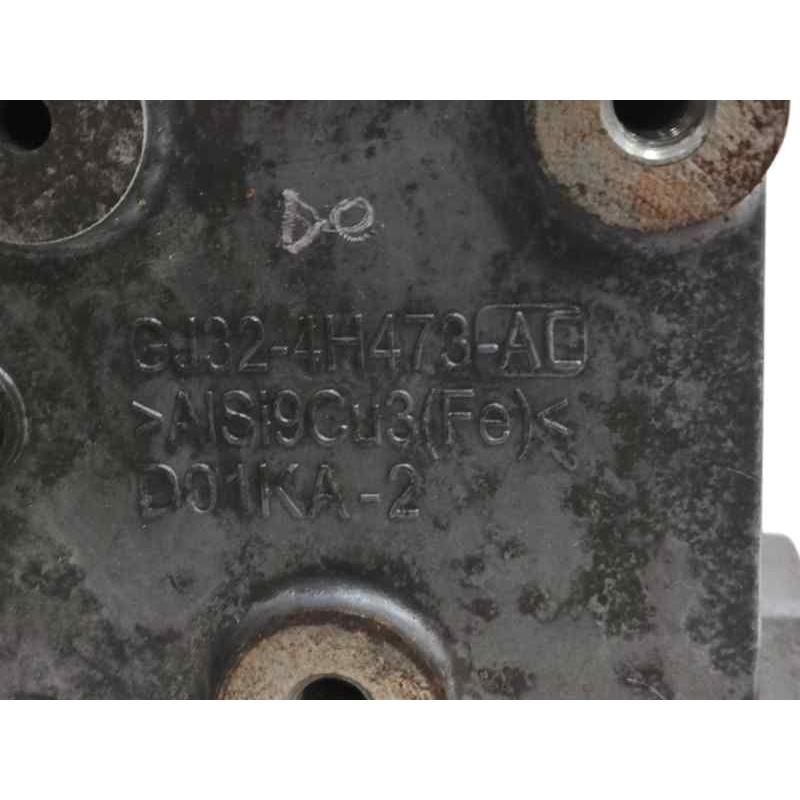 DO
GJ32-4H473-AC
>AlSi9Cu3(Fe)<
D01KA-2